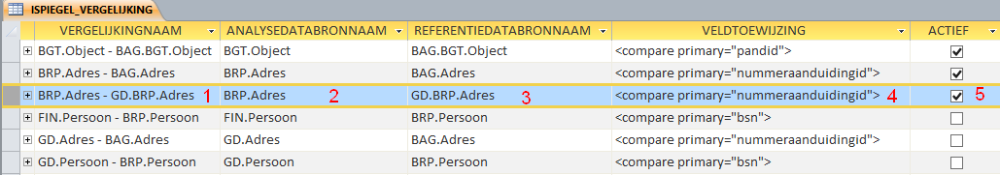 ISPIEGEL_VERGELIJKING
VERGELIJKINGNAAM ANALYSEDATABRONNAAM REFERENTIEDATABRONNAAM VELDTOEWIJZING ACTIEF
BGT.Object - BAG.BGT.Object BGT.Object BAG.BGT.Object <compare primary="pandid">
BRP.Adres - BAG.Adres BRP.Adres BAG.Adres <compare primary="nummeraanduidingid">
BRP.Adres - GD.BRP.Adres 1 BRP.Adres 2 GD.BRP.Adres 3 <compare primary="nummeraanduidingid"> 4 5
FIN.Persoon - BRP.Persoon FIN.Persoon BRP.Persoon <compare primary="bsn">
GD.Adres - BAG.Adres GD.Adres BAG.Adres <compare primary="nummeraanduidingid">
GD.Persoon - BRP.Persoon GD.Persoon BRP.Persoon <compare primary="bsn">